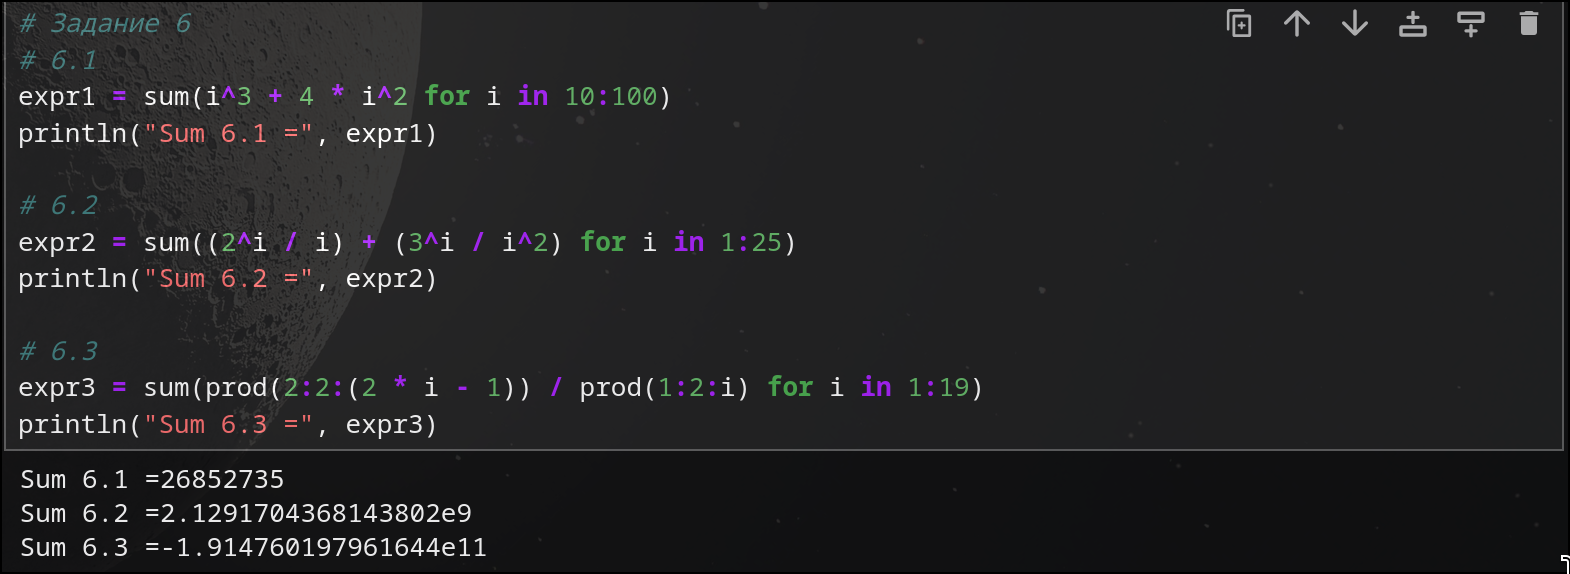 # Задание 6
# 6.1
expr1 = sum(i^3 + 4 * i^2 for i in 10:100)
println("Sum 6.1 =", expr1)
# 6.2
expr2 = sum((2^i / i) + (3^i / i^2) for i in 1:25)
println("Sum 6.2 =", expr2)
# 6.3
expr3 = sum(prod(2:2:(2 * i - 1)) / prod(1:2:i) for i in 1:19)
println("Sum 6.3 =", expr3)
Sum 6.1 =26852735
Sum 6.2 =2.1291704368143802e9
Sum 6.3 =-1.914760197961644e11